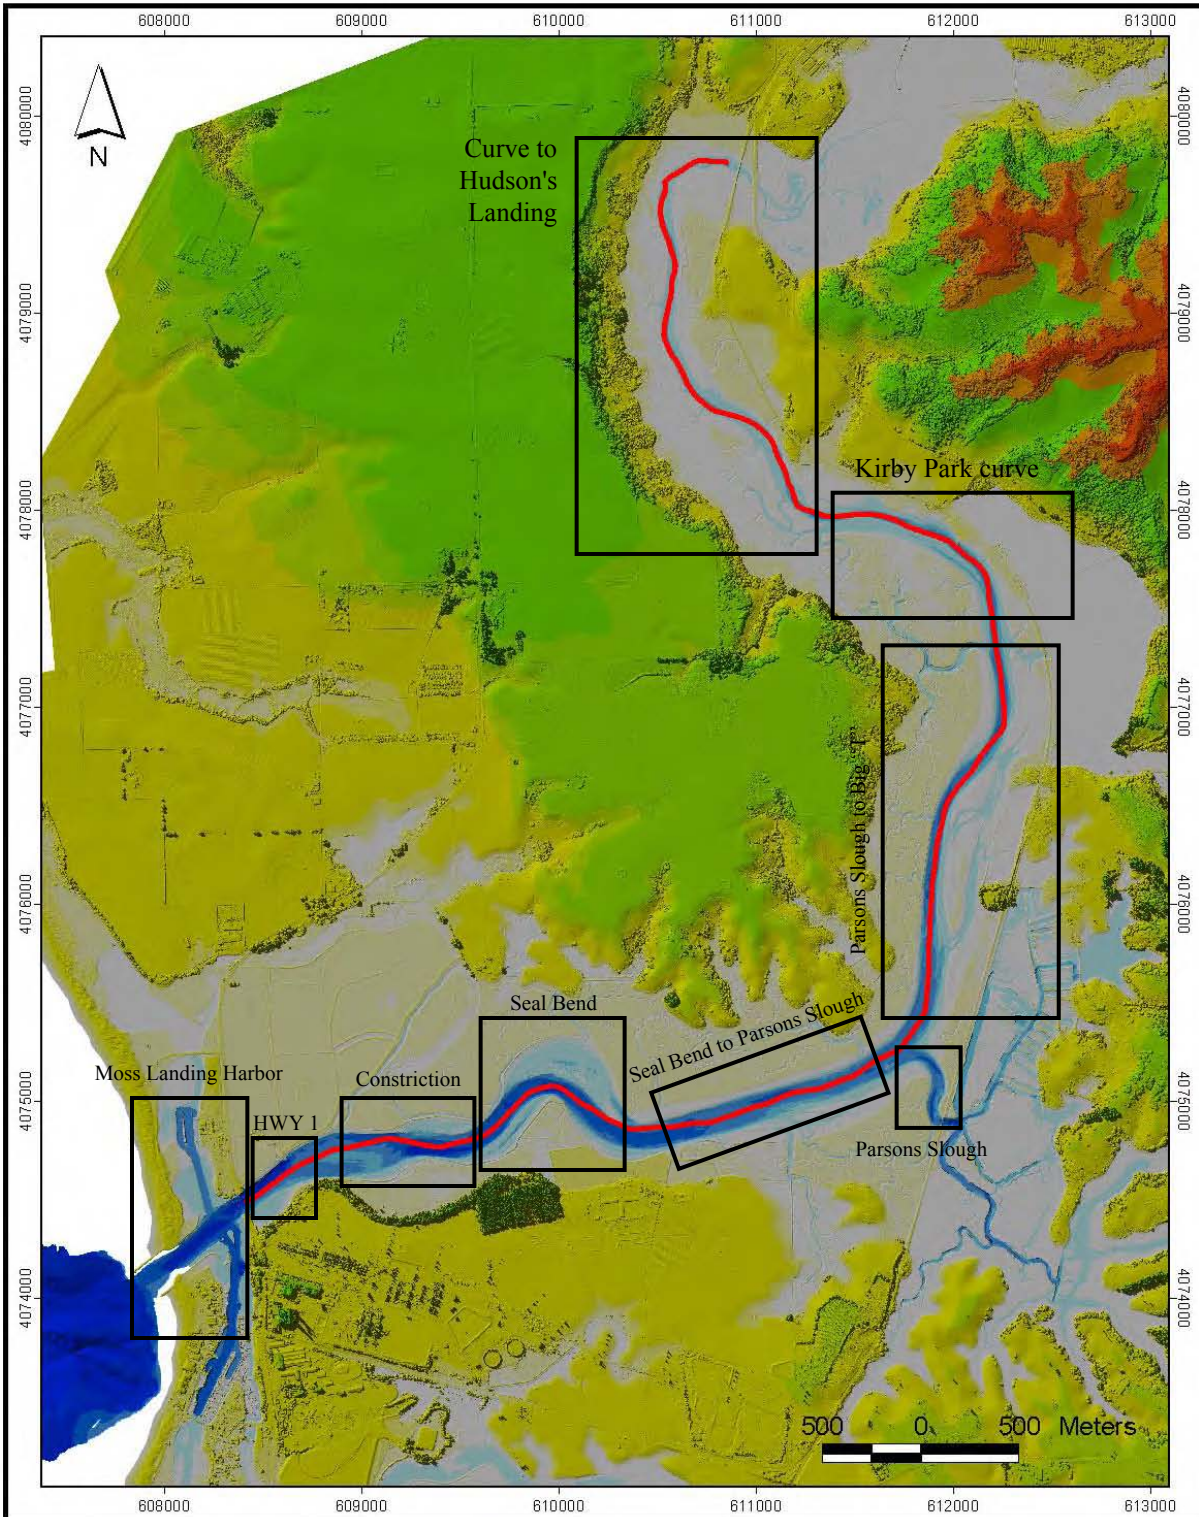 608000 609000 610000 611000 612000 613000
4080000 4080000
N
Curve to
Hudson's
Landing
4079000 4079000
Kirby Park curve
4078000 4078000
4077000 4077000
Parsons Slough to Big "T"
4078000 4078000
Seal Bend
Seal Bend to Parsons Slough
Moss Landing Harbor
Constriction
4075000 4075000
HWY 1
Parsons Slough
4074000 4074000
500 0 500 Meters
608000 609000 610000 611000 612000 613000